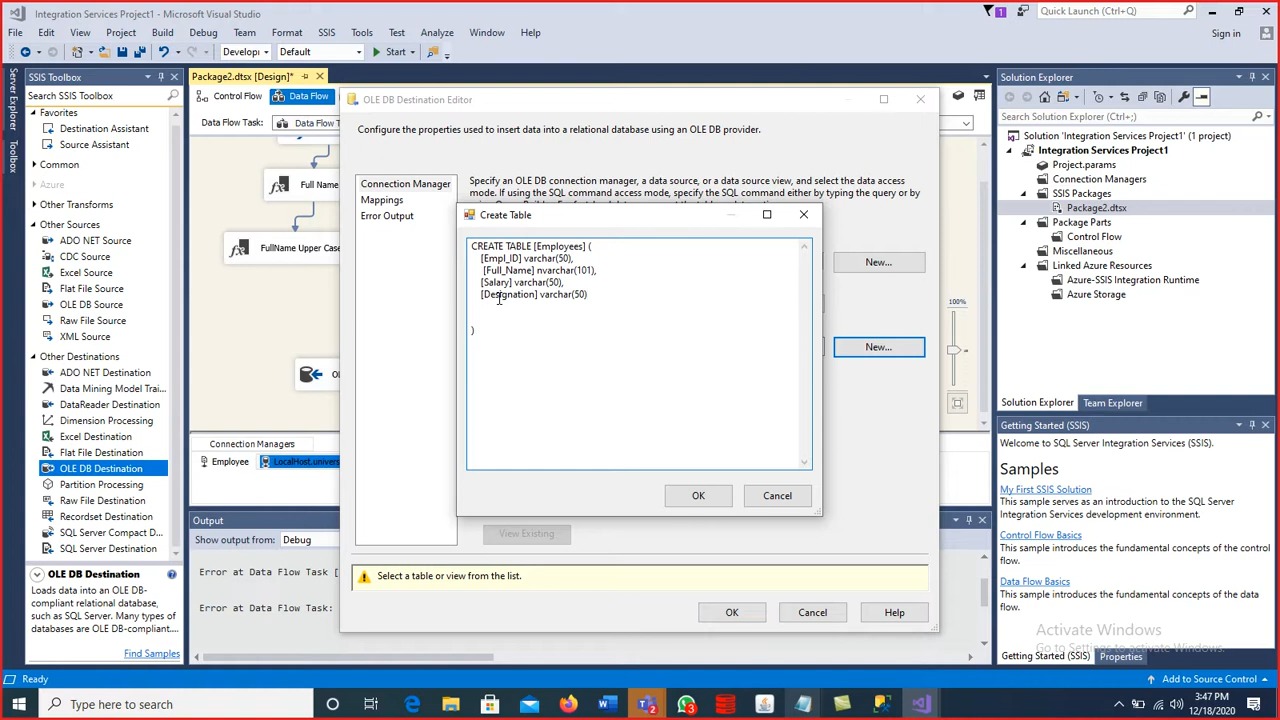 Integration Services Project1 - Microsoft Visual Studio
1
Quick Launch (Ctrl+Q)
File Edit View Project Build Debug Team Format SSIS Tools Test Analyze Window Help
Sign in
Develop
Default
Start
Server Explorer
Toolbox
SSIS Toolbox
Search SSIS Toolbox
Favorites
Destination Assistant
Source Assistant
Common
Azure
Other Transforms
Other Sources
ADO NET Source
CDC Source
Excel Source
Flat File Source
OLE DB Source
Raw File Source
XML Source
Other Destinations
ADO NET Destination
Data Mining Model Trai...
DataReader Destination
Dimension Processing
Excel Destination
Flat File Destination
OLE DB Destination
Partition Processing
Raw File Destination
Recordset Destination
SQL Server Compact D...
SQL Server Destination
OLE DB Destination
Loads data into an OLE DB-
compliant relational database,
such as SQL Server. Many types
of databases are OLE DB-compliant....
Find Samples
Package2.dtsx [Design]*
Control Flow
Data Flow
Data Flow Task:
Data Flow T
Full Name
FullName Upper Case
OL
100%
Connection Managers
Employee
LocalHost.univers
Output
Show output from: Debug
Error at Data Flow Task [
Error at Data Flow Task:
OLE DB Destination Editor
Configure the properties used to insert data into a relational database using an OLE DB provider.
Connection Manager
Mappings
Error Output
Specify an OLE DB connection manager, a data source, or a data source view, and select the data access
mode. If using the SQL command access mode, specify the SQL command either by typing the query or by
New...
New...
View Existing
Select a table or view from the list.
OK
Cancel
Help
Create Table
CREATE TABLE [Employees] (
[Empl_ID] varchar(50),
[Full_Name] nvarchar(101),
[Salary] varchar(50),
[Designation] varchar(50)
)
OK
Cancel
Solution Explorer
Search Solution Explorer (Ctrl+;)
Solution 'Integration Services Project1' (1 project)
Integration Services Project1
Project.params
Connection Managers
SSIS Packages
Package2.dtsx
Package Parts
Control Flow
Linked Azure Resources
Azure-SSIS Integration Runtime
Azure Storage
Solution Explorer
Team Explorer
Getting Started (SSIS)
Welcome to SQL Server Integration Services (SSIS).
Samples
My First SSIS Solution
This sample serves as an introduction to the SQL Server
Integration Services development environment.
Control Flow Basics
This sample introduces the fundamental concepts of the control
flow.
Data Flow Basics
This sample introduces the fundamental concepts of the data
flow.
Activate Windows
Go to Settings to activate Windows.
Getting Started (SSIS)
Properties
Ready
Add to Source Control
Type here to search
2
3
3:47 PM
12/18/2020